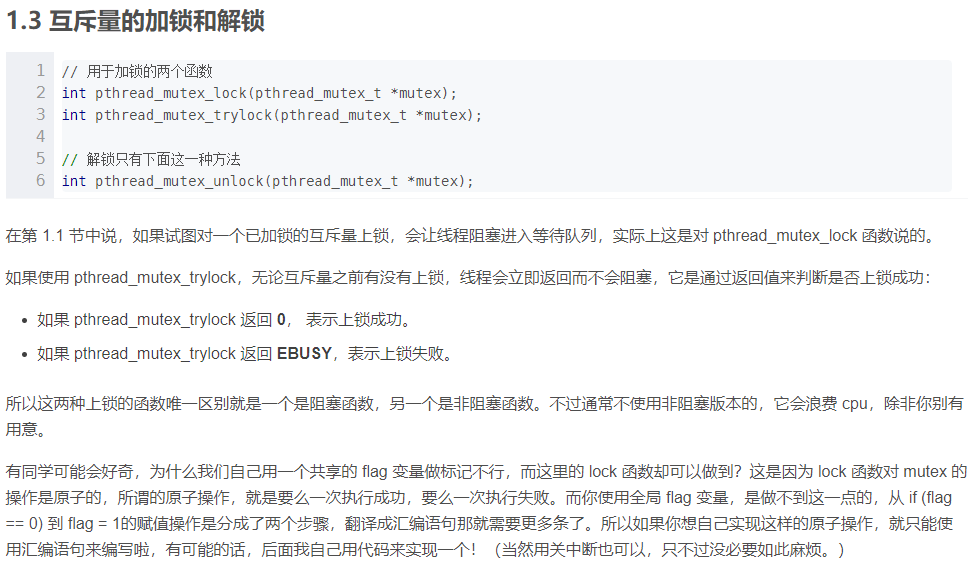 1.3 互斥量的加锁和解锁
1 // 用于加锁的两个函数
2 int pthread_mutex_lock(pthread_mutex_t *mutex);
3 int pthread_mutex_trylock(pthread_mutex_t *mutex);
4
5 // 解锁只有下面这一种方法
6 int pthread_mutex_unlock(pthread_mutex_t *mutex);
在第 1.1 节中说，如果试图对一个已加锁的互斥量上锁，会让线程阻塞进入等待队列，实际上这是对 pthread_mutex_lock 函数说的。
如果使用 pthread_mutex_trylock，无论互斥量之前有没有上锁，线程会立即返回而不会阻塞，它是通过返回值来判断是否上锁成功：
• 如果 pthread_mutex_trylock 返回 0， 表示上锁成功。
• 如果 pthread_mutex_trylock 返回 EBUSY，表示上锁失败。
所以这两种上锁的函数唯一区别就是一个是阻塞函数，另一个是非阻塞函数。不过通常不使用非阻塞版本的，它会浪费 cpu，除非你别有
用意。
有同学可能会好奇，为什么我们自己用一个共享的 flag 变量做标记不行，而这里的 lock 函数却可以做到？这是因为 lock 函数对 mutex 的
操作是原子的，所谓的原子操作，就是要么一次执行成功，要么一次执行失败。而你使用全局 flag 变量，是做不到这一点的，从 if (flag
== 0) 到 flag = 1的赋值操作是分成了两个步骤，翻译成汇编语句那就需要更多条了。所以如果你想自己实现这样的原子操作，就只能使
用汇编语句来编写啦，有可能的话，后面我自己用代码来实现一个！（当然用关中断也可以，只不过没必要如此麻烦。）